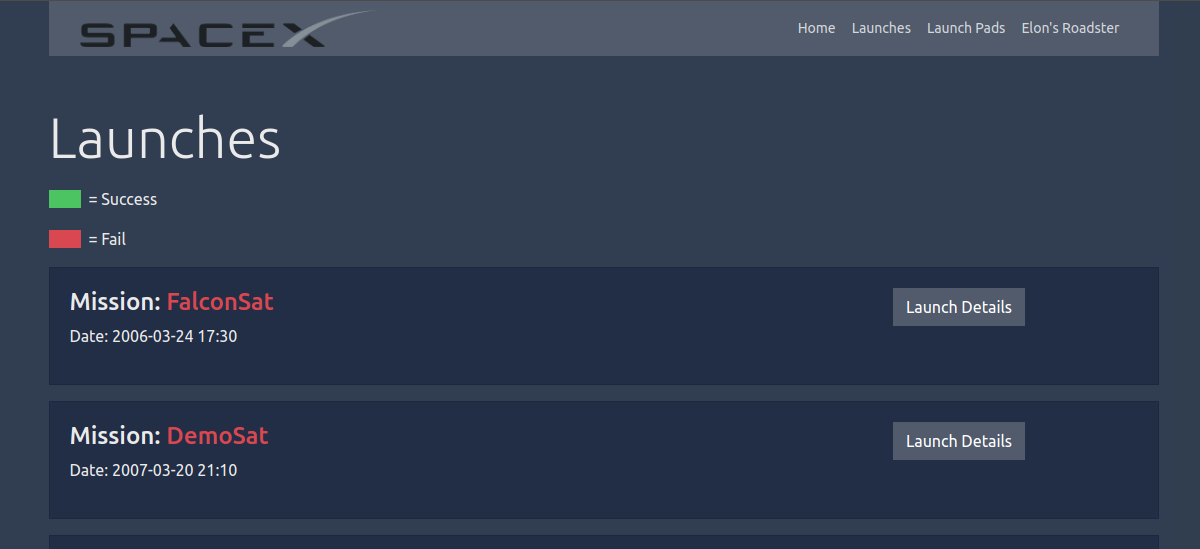 SPACEX
Home Launches Launch Pads Elon's Roadster
Launches
= Success
= Fail
Mission: FalconSat
Launch Details
Date: 2006-03-24 17:30
Mission: DemoSat
Launch Details
Date: 2007-03-20 21:10